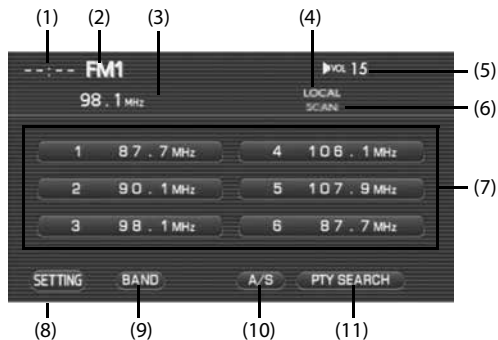 (1) (2) (3) (4)
--:-- FM1 VOL 15 (5)
98.1 MHz LOCAL
SCAN (6)
1 87.7 MHz 4 106.1 MHz
2 90.1 MHz 5 107.9 MHz (7)
3 98.1 MHz 6 87.7 MHz
SETTING BAND A/S PTY SEARCH
(8) (9) (10) (11)